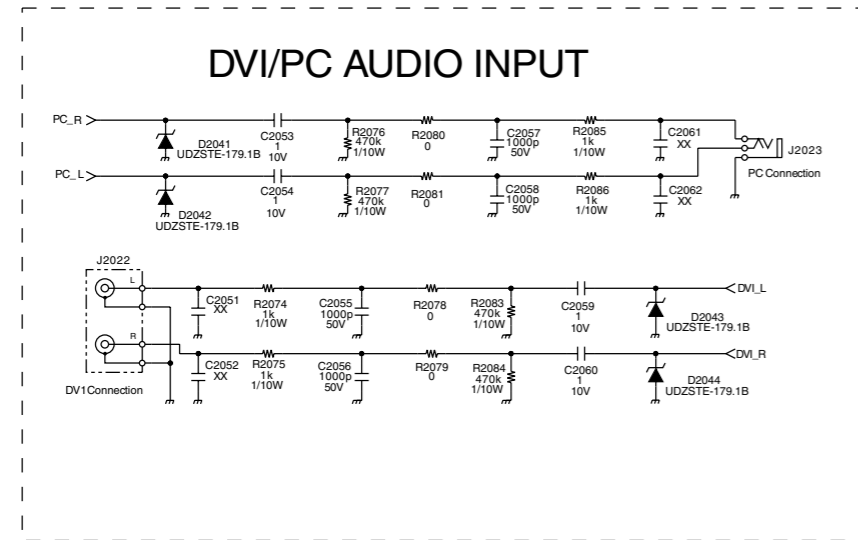 DVI/PC AUDIO INPUT
PC_R
D2041
UDZSTE-179.1B
C2053
1
10V
R2076
470k
1/10W
R2080
0
C2057
1000p
50V
R2085
1k
1/10W
C2061
XX
J2023
PC Connection
PC_L
D2042
UDZSTE-179.1B
C2054
1
10V
R2077
470k
1/10W
R2081
0
C2058
1000p
50V
R2086
1k
1/10W
C2062
XX
J2022
L
C2051
XX
R2074
1k
1/10W
C2055
1000p
50V
R2078
0
R2083
470k
1/10W
C2059
1
10V
D2043
UDZSTE-179.1B
DVI_L
R
C2052
XX
R2075
1k
1/10W
C2056
1000p
50V
R2079
0
R2084
470k
1/10W
C2060
1
10V
D2044
UDZSTE-179.1B
DVI_R
DV1Connection